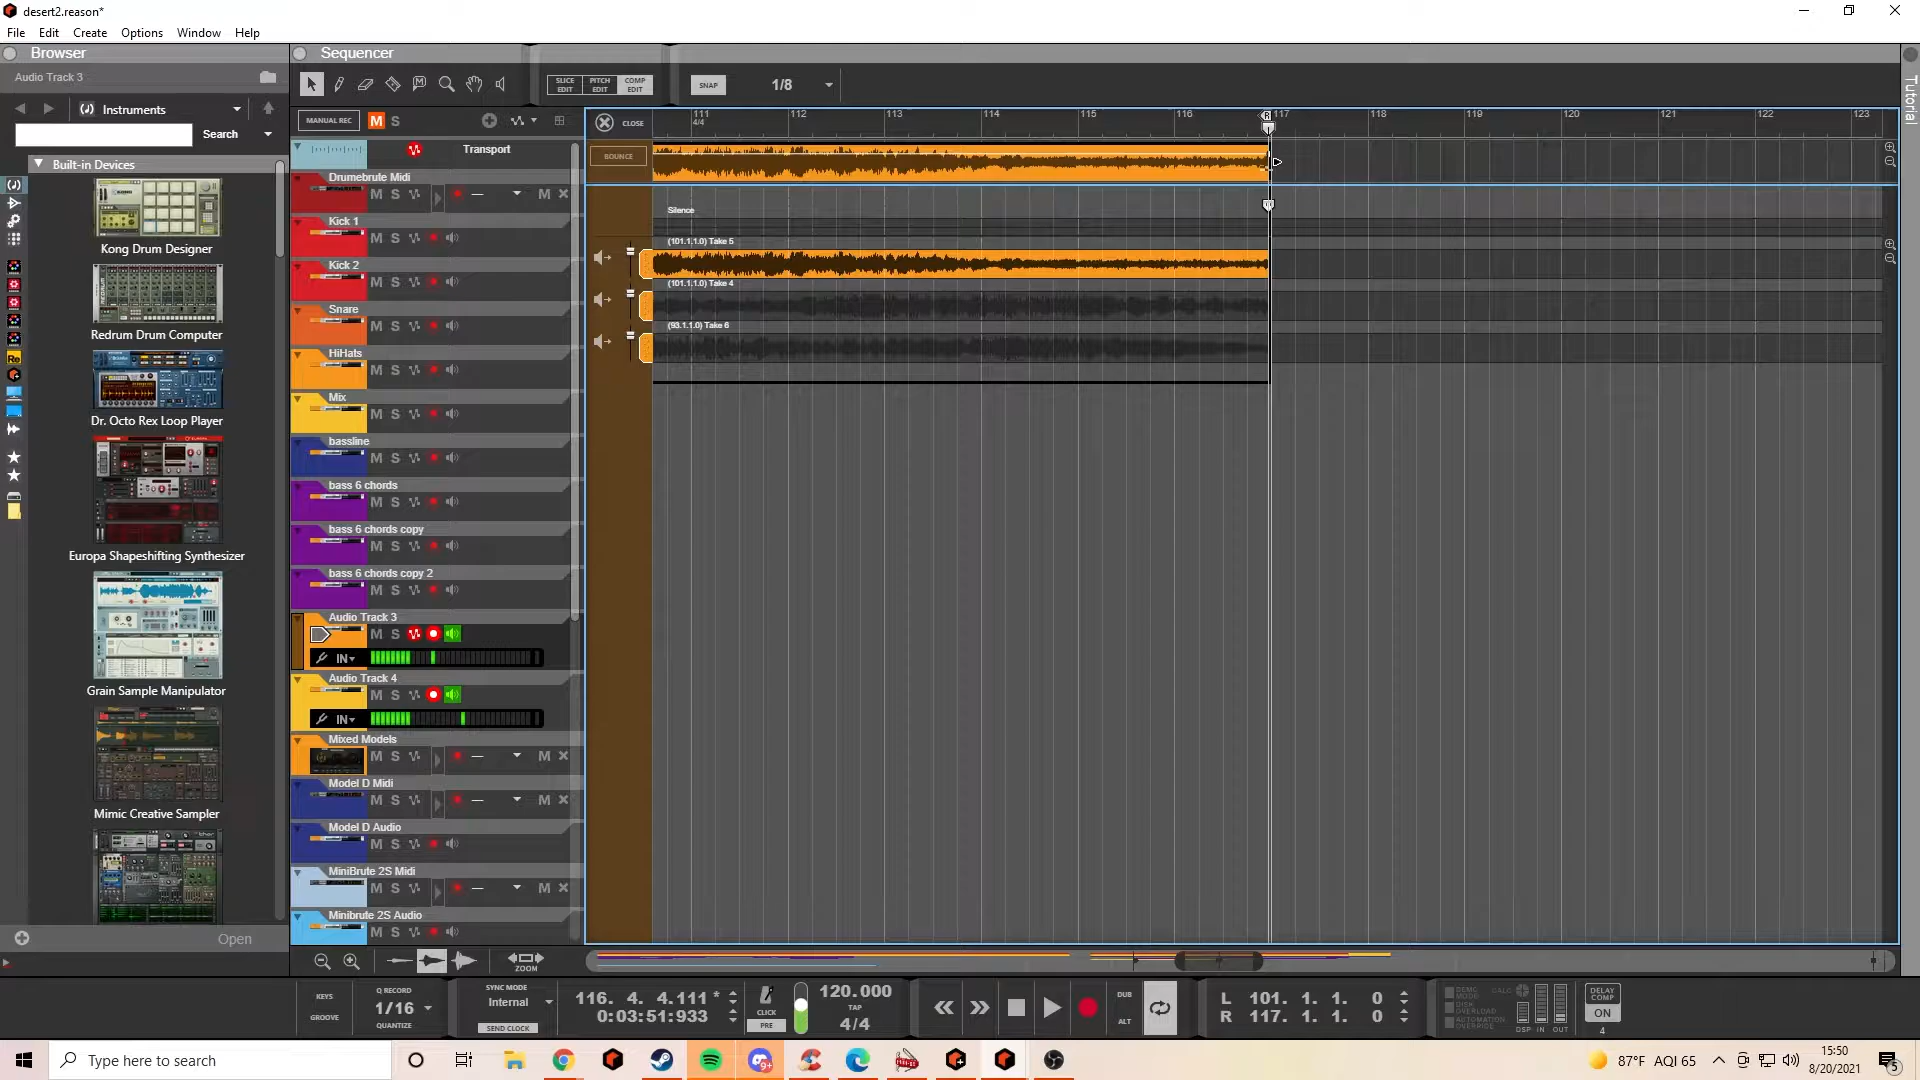 desert2.reason*
File Edit Create Options Window Help
Browser
Sequencer
Audio Track 3
Instruments
Search
Built-in Devices
Kong Drum Designer
Redrum Drum Computer
Dr. Octo Rex Loop Player
Europa Shapeshifting Synthesizer
Grain Sample Manipulator
Mimic Creative Sampler
Open
SLICE EDIT
PITCH EDIT
COMP EDIT
SNAP
1/8
MANUAL REC
M S
CLOSE
111 112 113 114 115 116 117 118 119 120 121 122 123
4/4
R
BOUNCE
Silence
(101.1.1.0) Take 5
(101.1.1.0) Take 4
(93.1.1.0) Take 6
Transport
Drumebrute Midi
M S M
Kick 1
M S
Kick 2
M S
Snare
M S
HiHats
M S
Mix
M S
bassline
M S
bass 6 chords
M S
bass 6 chords copy
M S
bass 6 chords copy 2
M S
Audio Track 3
M S
IN
Audio Track 4
M S
IN
Mixed Models
M S M
Model D Midi
M S M
Model D Audio
M S
MiniBrute 2S Midi
M S M
Minibrute 2S Audio
M S
ZOOM
KEYS
GROOVE
Q RECORD
1/16
QUANTIZE
SYNC MODE
Internal
SEND CLOCK
116. 4. 4.111 *
0:03:51:933
CLICK
PRE
120.000
TAP
4/4
DUB
ALT
L 101. 1. 1. 0
R 117. 1. 1. 0
CALC
DSP IN OUT
DELAY COMP
ON
4
Tutorial
Type here to search
87°F AQI 65
15:50
8/20/2021
5